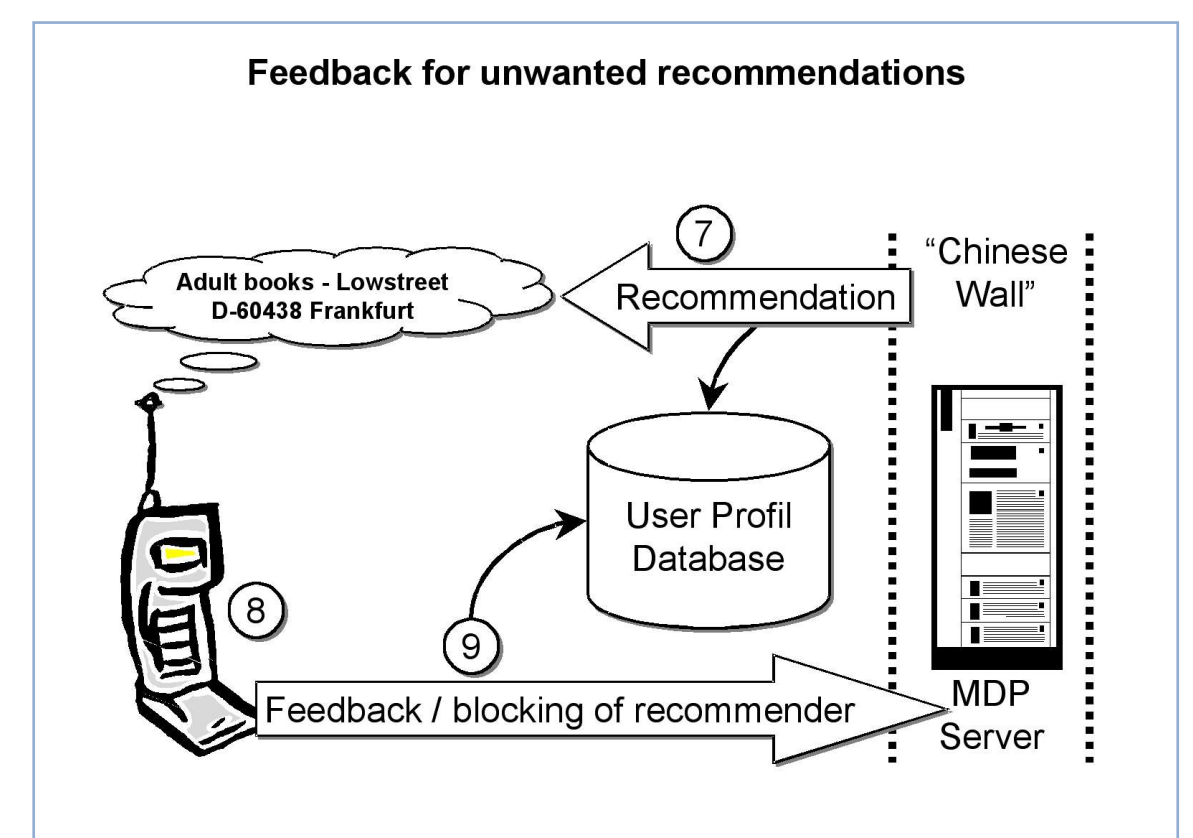 Feedback for unwanted recommendations
7
“Chinese
Wall”
Adult books - Lowstreet
D-60438 Frankfurt
Recommendation
User Profil
Database
8
9
Feedback / blocking of recommender
MDP
Server